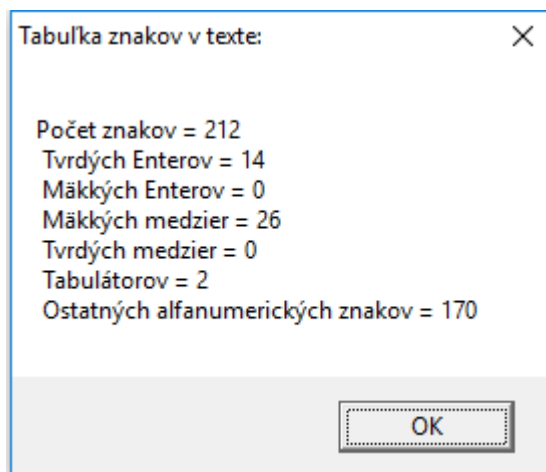 Tabuľka znakov v texte:
Počet znakov = 212
Tvrdých Enterov = 14
Mäkkých Enterov = 0
Mäkkých medzier = 26
Tvrdých medzier = 0
Tabulátorov = 2
Ostatných alfanumerických znakov = 170
OK